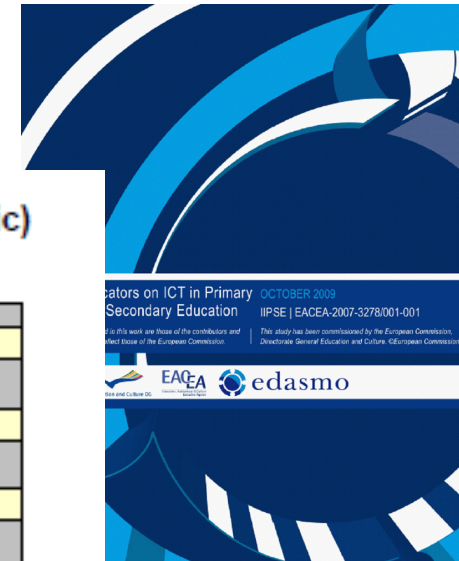 c)
cators on ICT in Primary
Secondary Education
OCTOBER 2009
IIPSE | EACEA-2007-3278/001-001
d in this work are those of the contributors and
flect those of the European Commission.
This study has been commissioned by the European Commission,
Directorate General Education and Culture. ©European Commission
tion and Culture DG
EACEA
edasmo